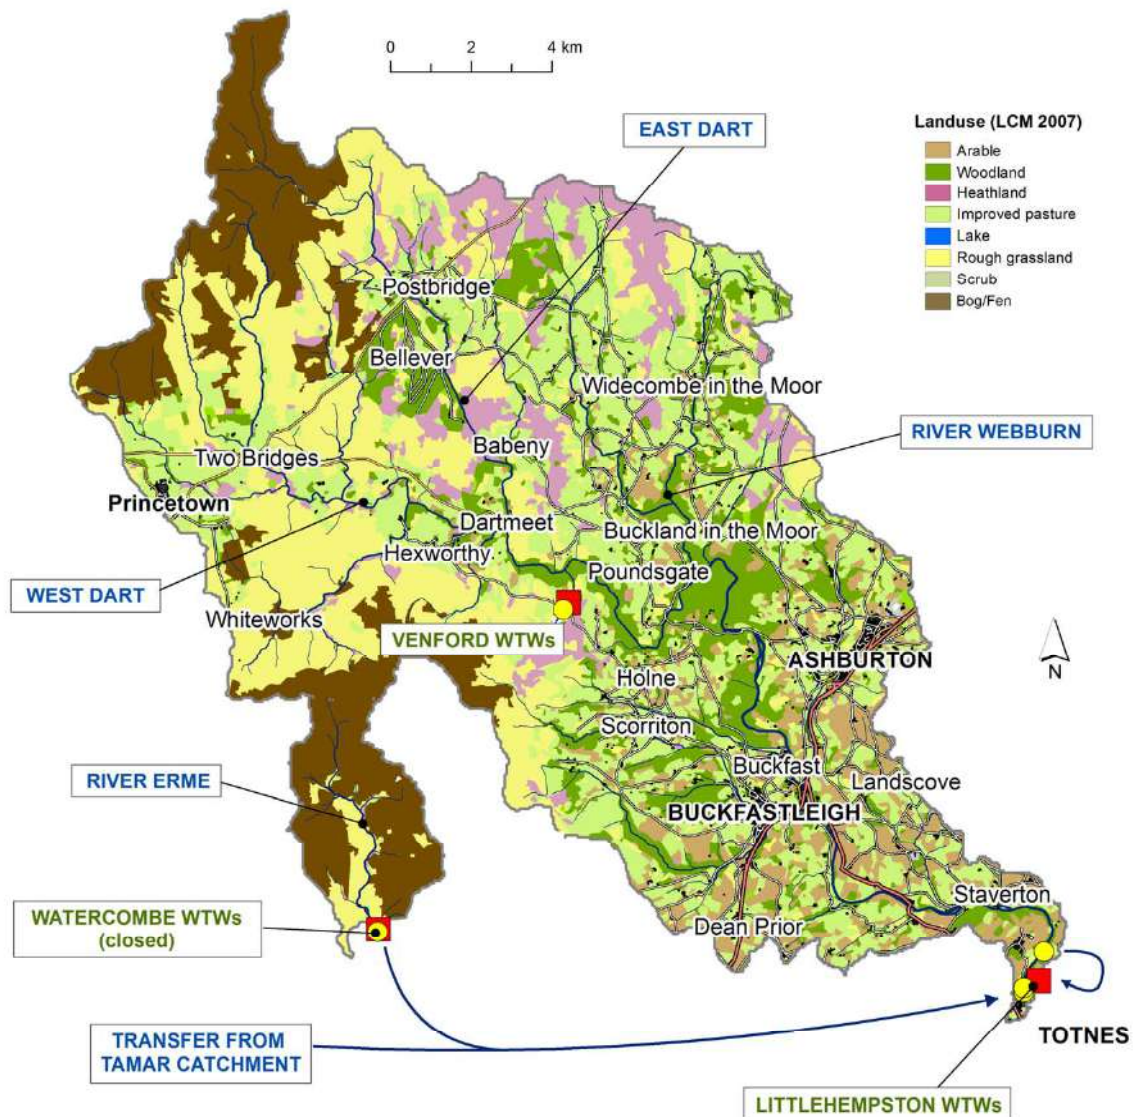 0 2 4 km
EAST DART
Landuse (LCM 2007)
Arable
Woodland
Heathland
Improved pasture
Lake
Rough grassland
Scrub
Bog/Fen
Postbridge
Bellever
Widecombe in the Moor
RIVER WEBBURN
Babeny
Two Bridges
Princetown
Dartmeet
Buckland in the Moor
Hexworthy
Poundsgate
WEST DART
Whiteworks
VENFORD WTWs
ASHBURTON
N
Holne
Scorriton
Buckfast
Landscove
RIVER ERME
BUCKFASTLEIGH
Staverton
WATERCOMBE WTWs
(closed)
Dean Prior
TRANSFER FROM
TAMAR CATCHMENT
TOTNES
LITTLEHEMPSTON WTWs